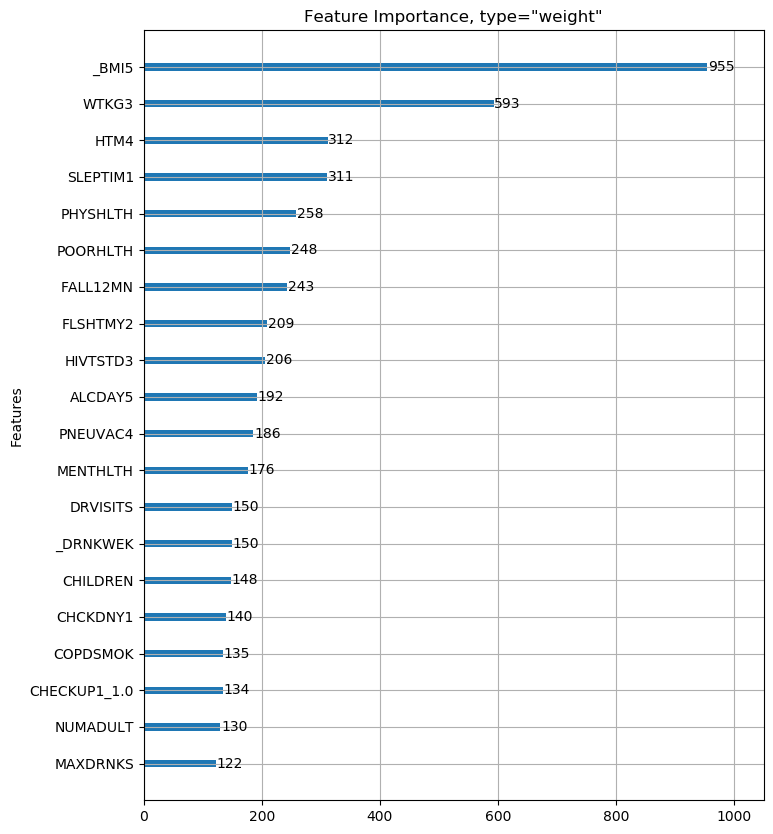 Feature Importance, type="weight"
Features
_BMI5 955
WTKG3 593
HTM4 312
SLEPTIM1 311
PHYSHLTH 258
POORHLTH 248
FALL12MN 243
FLSHTMY2 209
HIVTSTD3 206
ALCDAY5 192
PNEUVAC4 186
MENTHLTH 176
DRVISITS 150
_DRNKWEK 150
CHILDREN 148
CHCKDNY1 140
COPDSMOK 135
CHECKUP1_1.0 134
NUMADULT 130
MAXDRNKS 122
0 200 400 600 800 1000